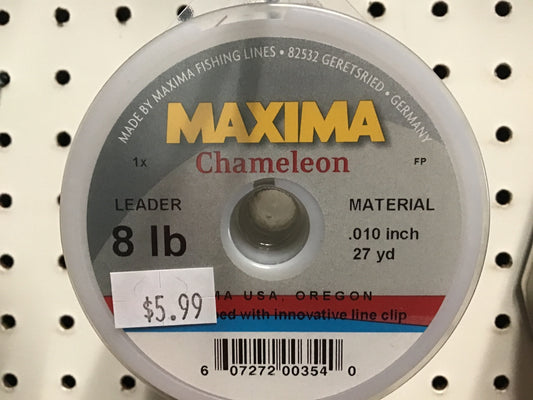 MADE BY MAXIMA FISHING LINES • 82532 GERETSRIED • GERMANY
MAXIMA
1x Chameleon FP
LEADER MATERIAL
8 lb .010 inch
27 yd
$5.99
MA USA, OREGON
with innovative line clip
6 07272 00354 0